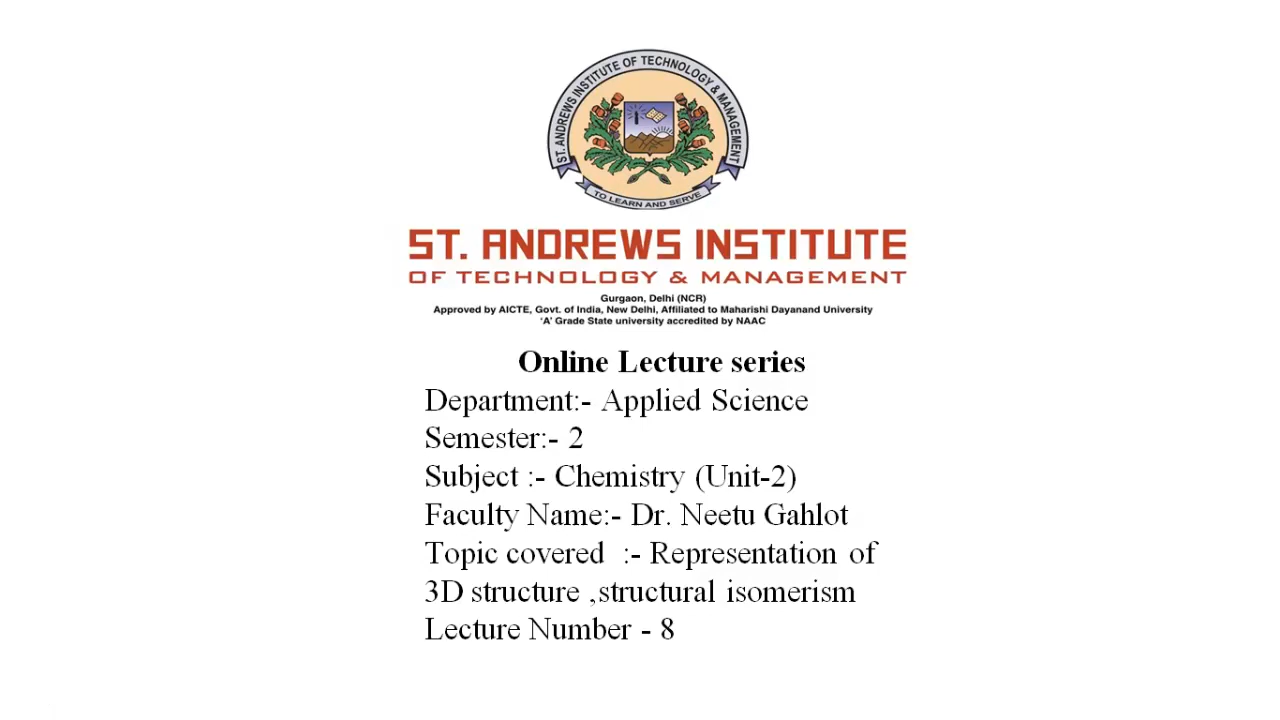 ST. ANDREWS INSTITUTE OF TECHNOLOGY & MANAGEMENT
TO LEARN AND SERVE
ST. ANDREWS INSTITUTE
OF TECHNOLOGY & MANAGEMENT
Gurgaon, Delhi (NCR)
Approved by AICTE, Govt. of India, New Delhi, Affiliated to Maharishi Dayanand University
‘A’ Grade State university accredited by NAAC
Online Lecture series
Department:- Applied Science
Semester:- 2
Subject :- Chemistry (Unit-2)
Faculty Name:- Dr. Neetu Gahlot
Topic covered  :- Representation of
3D structure ,structural isomerism
Lecture Number - 8